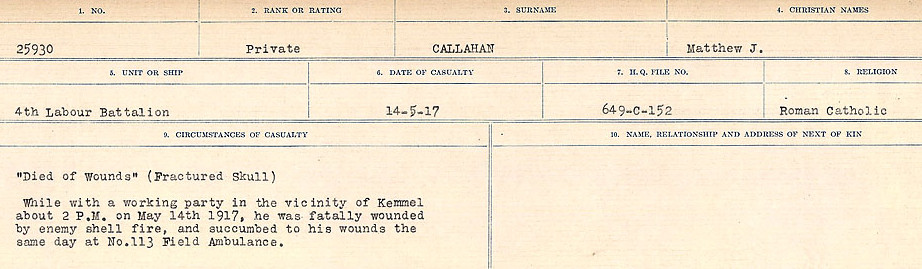 1. NO. 2. RANK OR RATING 3. SURNAME 4. CHRISTIAN NAMES
25930 Private CALLAHAN Matthew J.
5. UNIT OR SHIP 6. DATE OF CASUALTY 7. H.Q. FILE NO. 8. RELIGION
4th Labour Battalion 14-5-17 649-C-152 Roman Catholic
9. CIRCUMSTANCES OF CASUALTY 10. NAME, RELATIONSHIP AND ADDRESS OF NEXT OF KIN
"Died of Wounds" (Fractured Skull)
While with a working party in the vicinity of Kemmel
about 2 P.M. on May 14th 1917, he was fatally wounded
by enemy shell fire, and succumbed to his wounds the
same day at No.113 Field Ambulance.